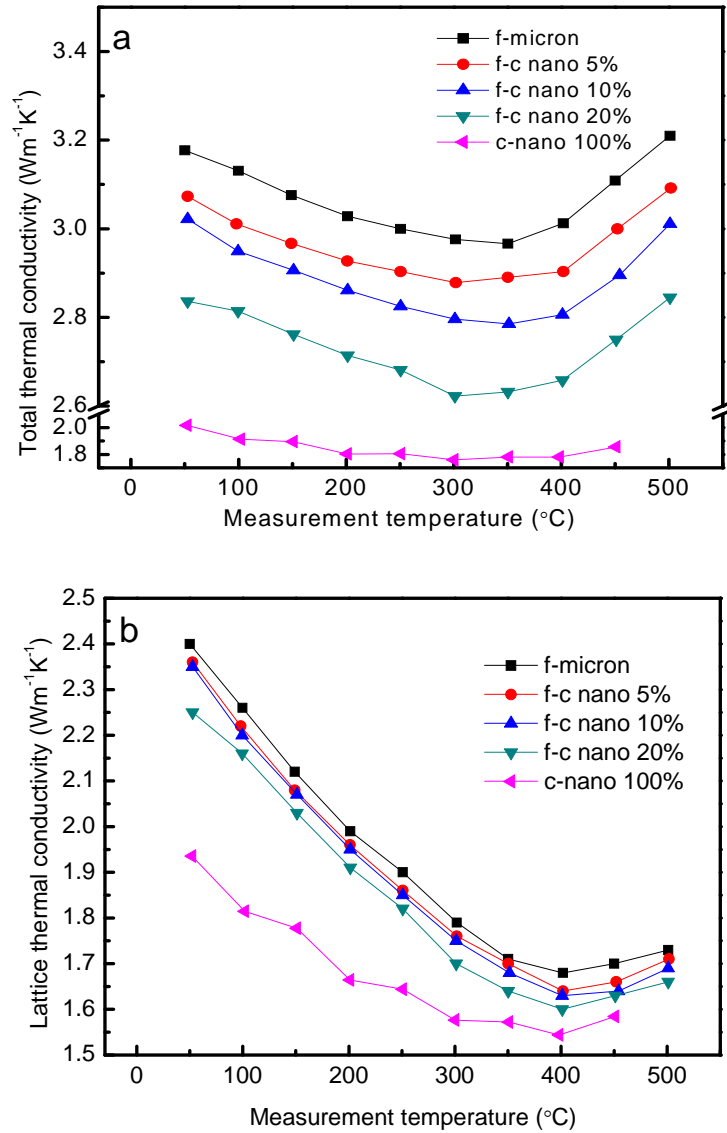 a
f-micron
f-c nano 5%
f-c nano 10%
f-c nano 20%
c-nano 100%
Total thermal conductivity (Wm⁻¹K⁻¹)
3.4
3.2
3.0
2.8
2.6
2.0
1.8
0 100 200 300 400 500
Measurement temperature (°C)
b
f-micron
f-c nano 5%
f-c nano 10%
f-c nano 20%
c-nano 100%
Lattice thermal conductivity (Wm⁻¹K⁻¹)
2.5
2.4
2.3
2.2
2.1
2.0
1.9
1.8
1.7
1.6
1.5
0 100 200 300 400 500
Measurement temperature (°C)